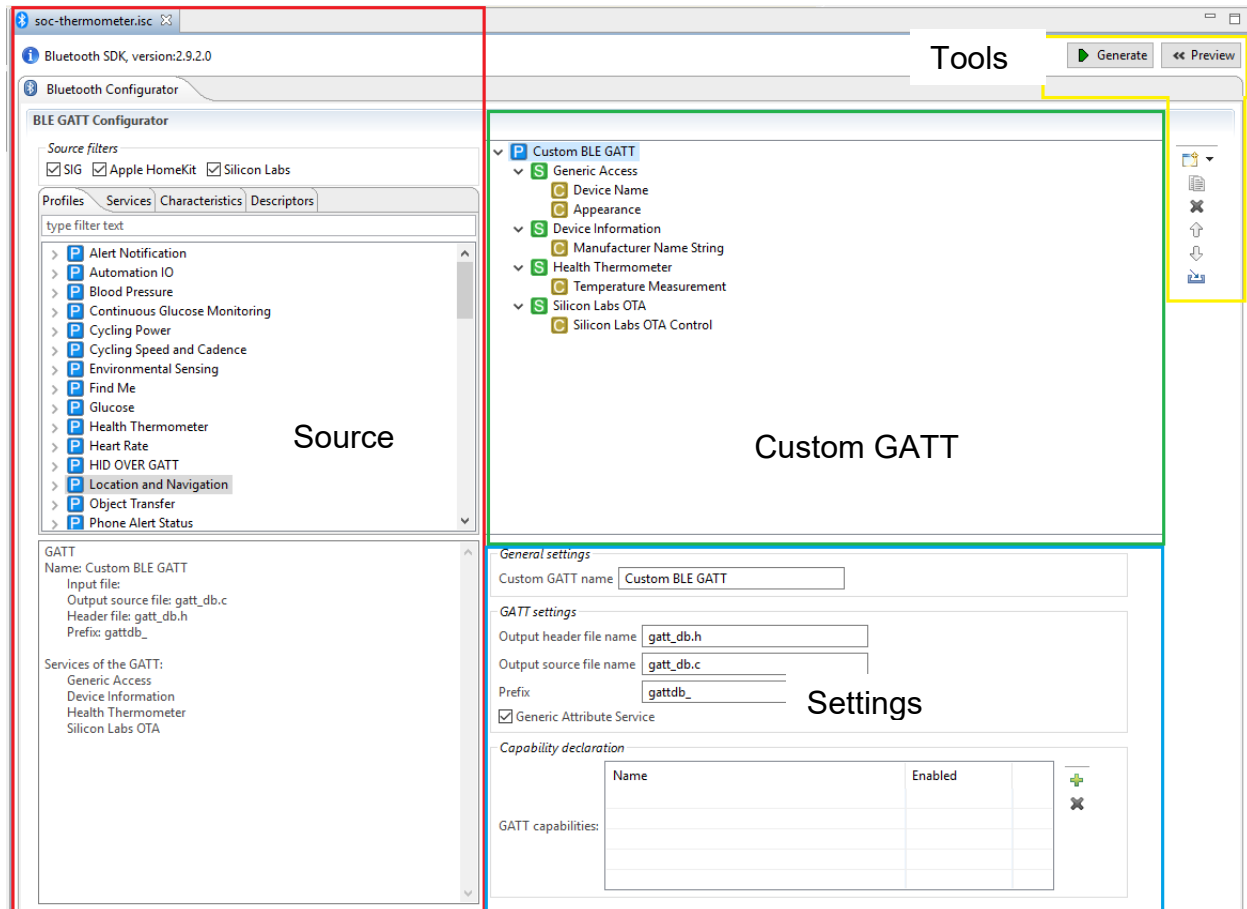 soc-thermometer.isc
Bluetooth SDK, version:2.9.2.0
Tools
Generate
Preview
Bluetooth Configurator
BLE GATT Configurator
Source filters
SIG
Apple HomeKit
Silicon Labs
Profiles
Services
Characteristics
Descriptors
type filter text
P Alert Notification
P Automation IO
P Blood Pressure
P Continuous Glucose Monitoring
P Cycling Power
P Cycling Speed and Cadence
P Environmental Sensing
P Find Me
P Glucose
P Health Thermometer
P Heart Rate
P HID OVER GATT
P Location and Navigation
P Object Transfer
P Phone Alert Status
Source
GATT
Name: Custom BLE GATT
Input file:
Output source file: gatt_db.c
Header file: gatt_db.h
Prefix: gattdb_
Services of the GATT:
Generic Access
Device Information
Health Thermometer
Silicon Labs OTA
P Custom BLE GATT
S Generic Access
C Device Name
C Appearance
S Device Information
C Manufacturer Name String
S Health Thermometer
C Temperature Measurement
S Silicon Labs OTA
C Silicon Labs OTA Control
Custom GATT
General settings
Custom GATT name Custom BLE GATT
GATT settings
Output header file name gatt_db.h
Output source file name gatt_db.c
Prefix gattdb_
Generic Attribute Service
Settings
Capability declaration
Name Enabled
GATT capabilities: